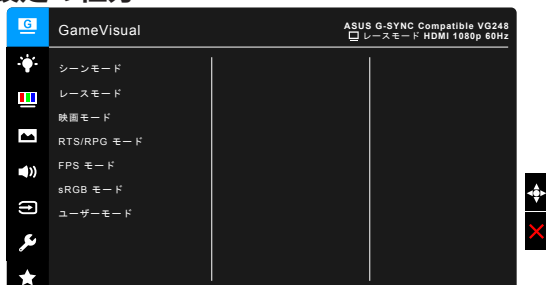 G
GameVisual
ASUS G-SYNC Compatible VG248
レースモード HDMI 1080p 60Hz
シーンモード
レースモード
映画モード
RTS/RPG モード
FPS モード
sRGB モード
ユーザーモード